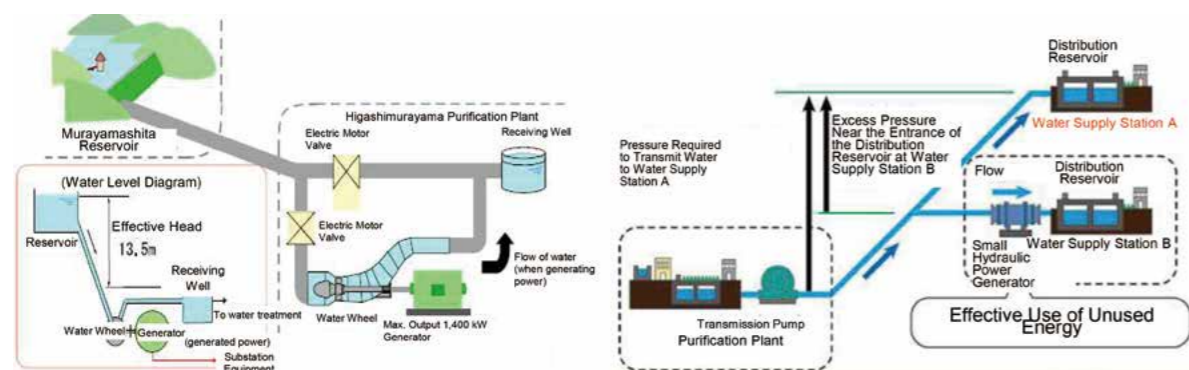 Murayamashita
Reservoir
Higashimurayama Purification Plant
Electric Motor
Valve
Receiving Well
Electric Motor
Valve
Flow of water
(when generating
power)
Water Wheel
Max. Output 1,400 kW
Generator
(Water Level Diagram)
Effective Head
13.5m
Reservoir
Receiving
Well
To water treatment
Water Wheel
Generator
(generated power)
Substation
Equipment
Distribution
Reservoir
Water Supply Station A
Pressure Required
to Transmit Water
to Water Supply
Station A
Excess Pressure
Near the Entrance of
the Distribution
Reservoir at Water
Supply Station B
Flow
Distribution
Reservoir
Water Supply Station B
Small
Hydraulic
Power
Generator
Transmission Pump
Purification Plant
Effective Use of Unused
Energy